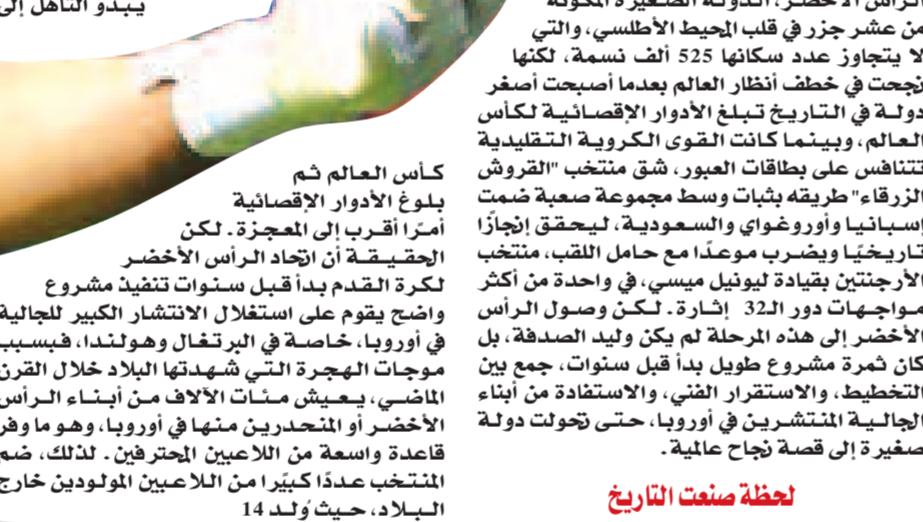 الرأس الأخضر، الدولة الصغيرة المكونة
من عشر جزر في قلب المحيط الأطلسي، والتي
لا يتجاوز عدد سكانها 525 ألف نسمة، لكنها
نجحت في خطف أنظار العالم بعدما أصبحت أصغر
دولة في التاريخ تبلغ الأدوار الإقصائية لكأس
العالم، وبينما كانت القوى الكروية التقليدية
تتنافس على بطاقات العبور، شق منتخب "القروش
الزرقاء" طريقه بثبات وسط مجموعة صعبة ضمت
إسبانيا وأوروغواي والسعودية، ليحقق إنجازًا
تاريخيًا ويضرب موعدًا مع حامل اللقب، منتخب
الأرجنتين بقيادة ليونيل ميسي، في واحدة من أكثر
مواجهات دور الـ32 إثارة. لكن وصول الرأس
الأخضر إلى هذه المرحلة لم يكن وليد الصدفة، بل
كان ثمرة مشروع طويل بدأ قبل سنوات، جمع بين
التخطيط، والاستقرار الفني، والاستفادة من أبناء
الجالية المنتشرين في أوروبا، حتى تحولت دولة
صغيرة إلى قصة نجاح عالمية.
لحظة صنعت التاريخ
يبدو التأهل إلى
كأس العالم ثم
بلوغ الأدوار الإقصائية
أمرًا أقرب إلى المعجزة. لكن
الحقيقة أن اتحاد الرأس الأخضر
لكرة القدم بدأ قبل سنوات تنفيذ مشروع
واضح يقوم على استغلال الانتشار الكبير للجالية
في أوروبا، خاصة في البرتغال وهولندا، فبسبب
موجات الهجرة التي شهدتها البلاد خلال القرن
الماضي، يعيش مئات الآلاف من أبناء الرأس
الأخضر أو المنحدرين منها في أوروبا، وهو ما وفر
قاعدة واسعة من اللاعبين المحترفين. لذلك، ضم
المنتخب عددًا كبيرًا من اللاعبين المولودين خارج
البلاد، حيث وُلد 14